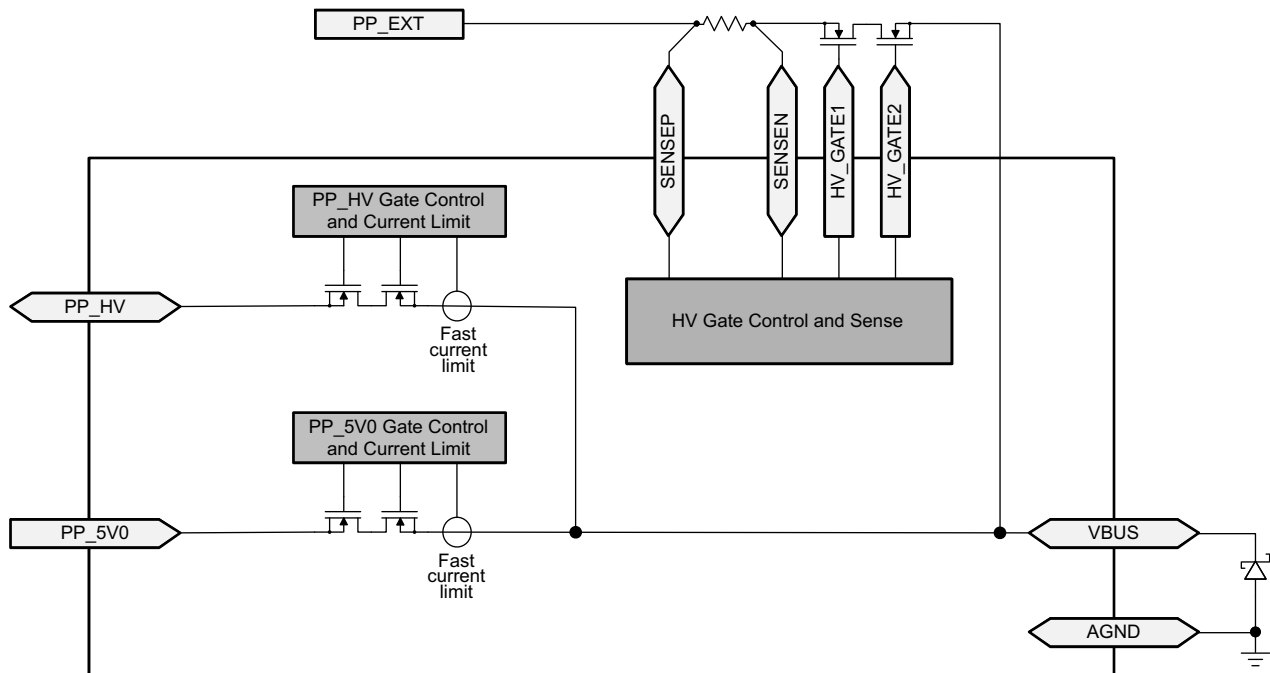 PP_EXT
SENSEP
SENSEN
HV_GATE1
HV_GATE2
PP_HV Gate Control
and Current Limit
PP_HV
Fast
current
limit
HV Gate Control and Sense
PP_5V0 Gate Control
and Current Limit
PP_5V0
Fast
current
limit
VBUS
AGND